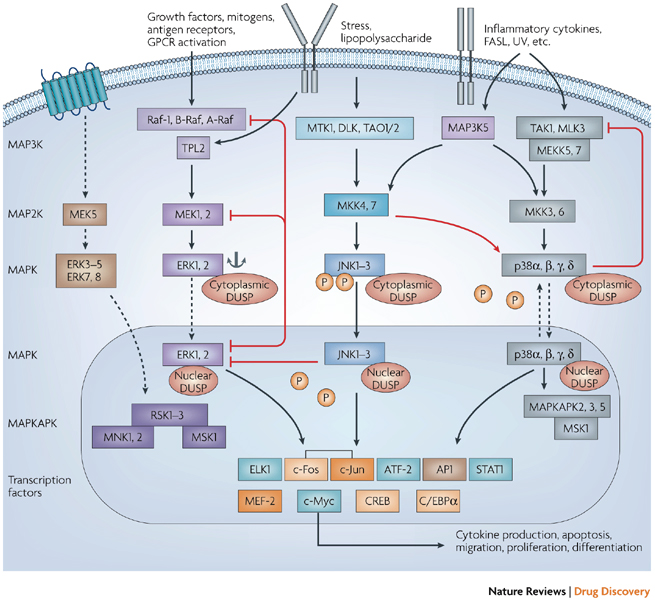 Growth factors, mitogens,
antigen receptors,
GPCR activation
Stress,
lipopolysaccharide
Inflammatory cytokines,
FASL, UV, etc.
MAP3K
Raf-1, B-Raf, A-Raf
TPL2
MTK1, DLK, TAO1/2
MAP3K5
TAK1, MLK3
MEKK5, 7
MAP2K
MEK5
MEK1, 2
MKK4, 7
MKK3, 6
MAPK
ERK3–5
ERK7, 8
ERK1, 2
Cytoplasmic
DUSP
JNK1–3
P
P
Cytoplasmic
DUSP
p38α, β, γ, δ
Cytoplasmic
DUSP
P
P
MAPK
ERK1, 2
Nuclear
DUSP
JNK1–3
Nuclear
DUSP
P
P
p38α, β, γ, δ
Nuclear
DUSP
MAPKAPK
RSK1–3
MNK1, 2
MSK1
MAPKAPK2, 3, 5
MSK1
Transcription
factors
ELK1
c-Fos
c-Jun
ATF-2
AP1
STAT1
MEF-2
c-Myc
CREB
C/EBPα
Cytokine production, apoptosis,
migration, proliferation, differentiation
Nature Reviews | Drug Discovery